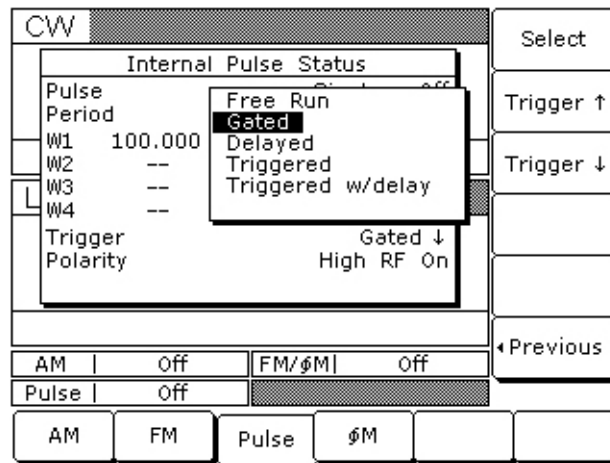 CW
Select
Internal Pulse Status
Pulse
Free Run
Trigger ↑
Period
Gated
W1 100.000
Delayed
Trigger ↓
W2 --
Triggered
W3 --
Triggered w/delay
L
W4 --
Trigger Gated ↓
Polarity High RF On
◂Previous
AM | Off FM/ϕM| Off
Pulse | Off
AM FM Pulse ϕM